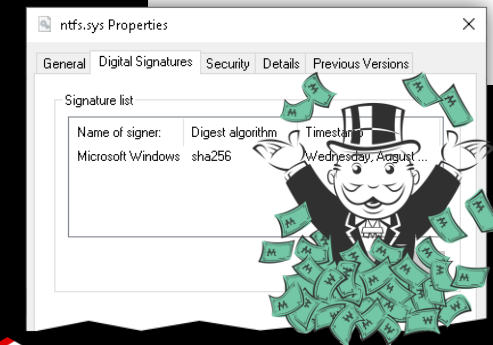 ntfs.sys Properties
General Digital Signatures Security Details Previous Versions
Signature list
Name of signer: Digest algorithm Timestamp
Microsoft Windows sha256 Wednesday, August ...